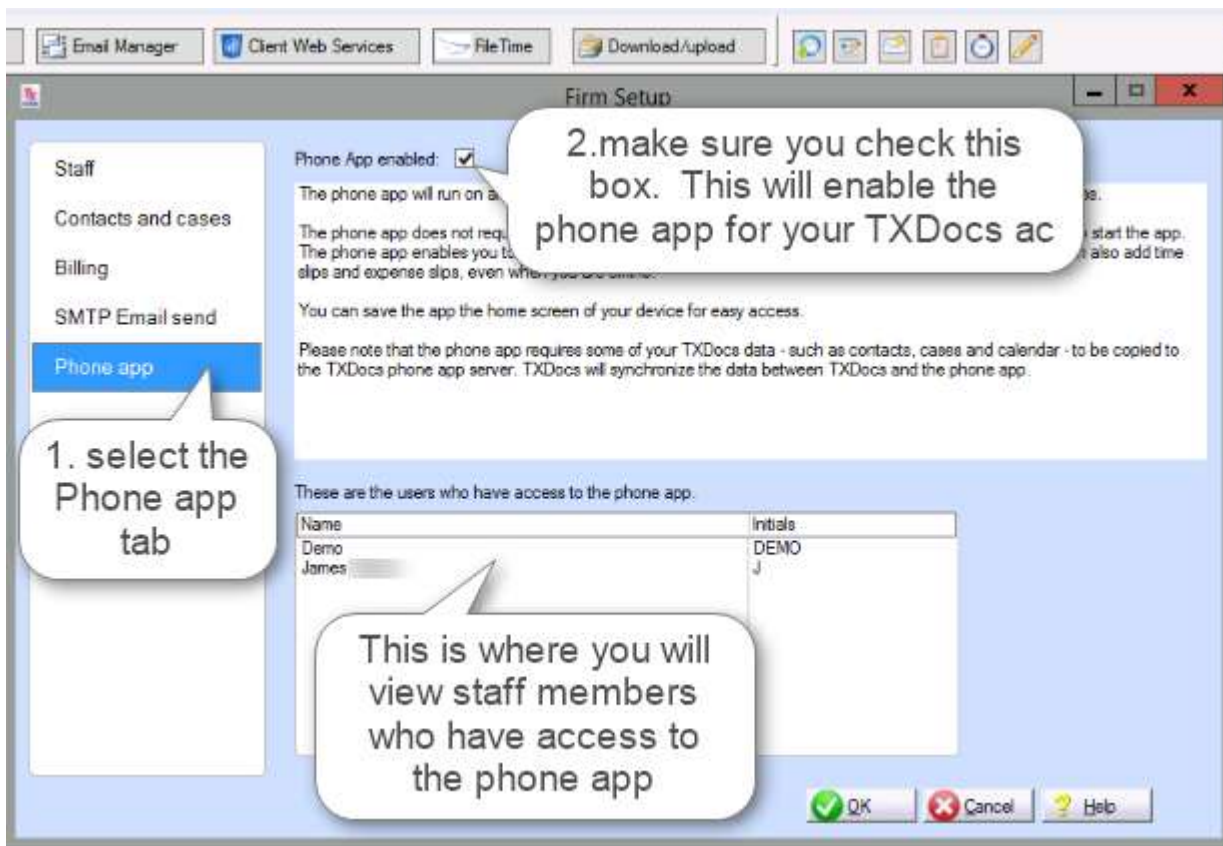 Email Manager
Client Web Services
FileTime
Download/upload
Firm Setup
Staff
Contacts and cases
Billing
SMTP Email send
Phone app
Phone App enabled:
2.make sure you check this
box. This will enable the
phone app for your TXDocs ac
The phone app will run on
The phone app does not start the app.
The phone app enables you also add time
slips and expense slips, even when
You can save the app the home screen of your device for easy access.
Please note that the phone app requires some of your TXDocs data - such as contacts, cases and calendar - to be copied to
the TXDocs phone app server. TXDocs will synchronize the data between TXDocs and the phone app.
1. select the
Phone app
tab
These are the users who have access to the phone app.
Name Initials
Demo DEMO
James J
This is where you will
view staff members
who have access to
the phone app
OK
Cancel
Help